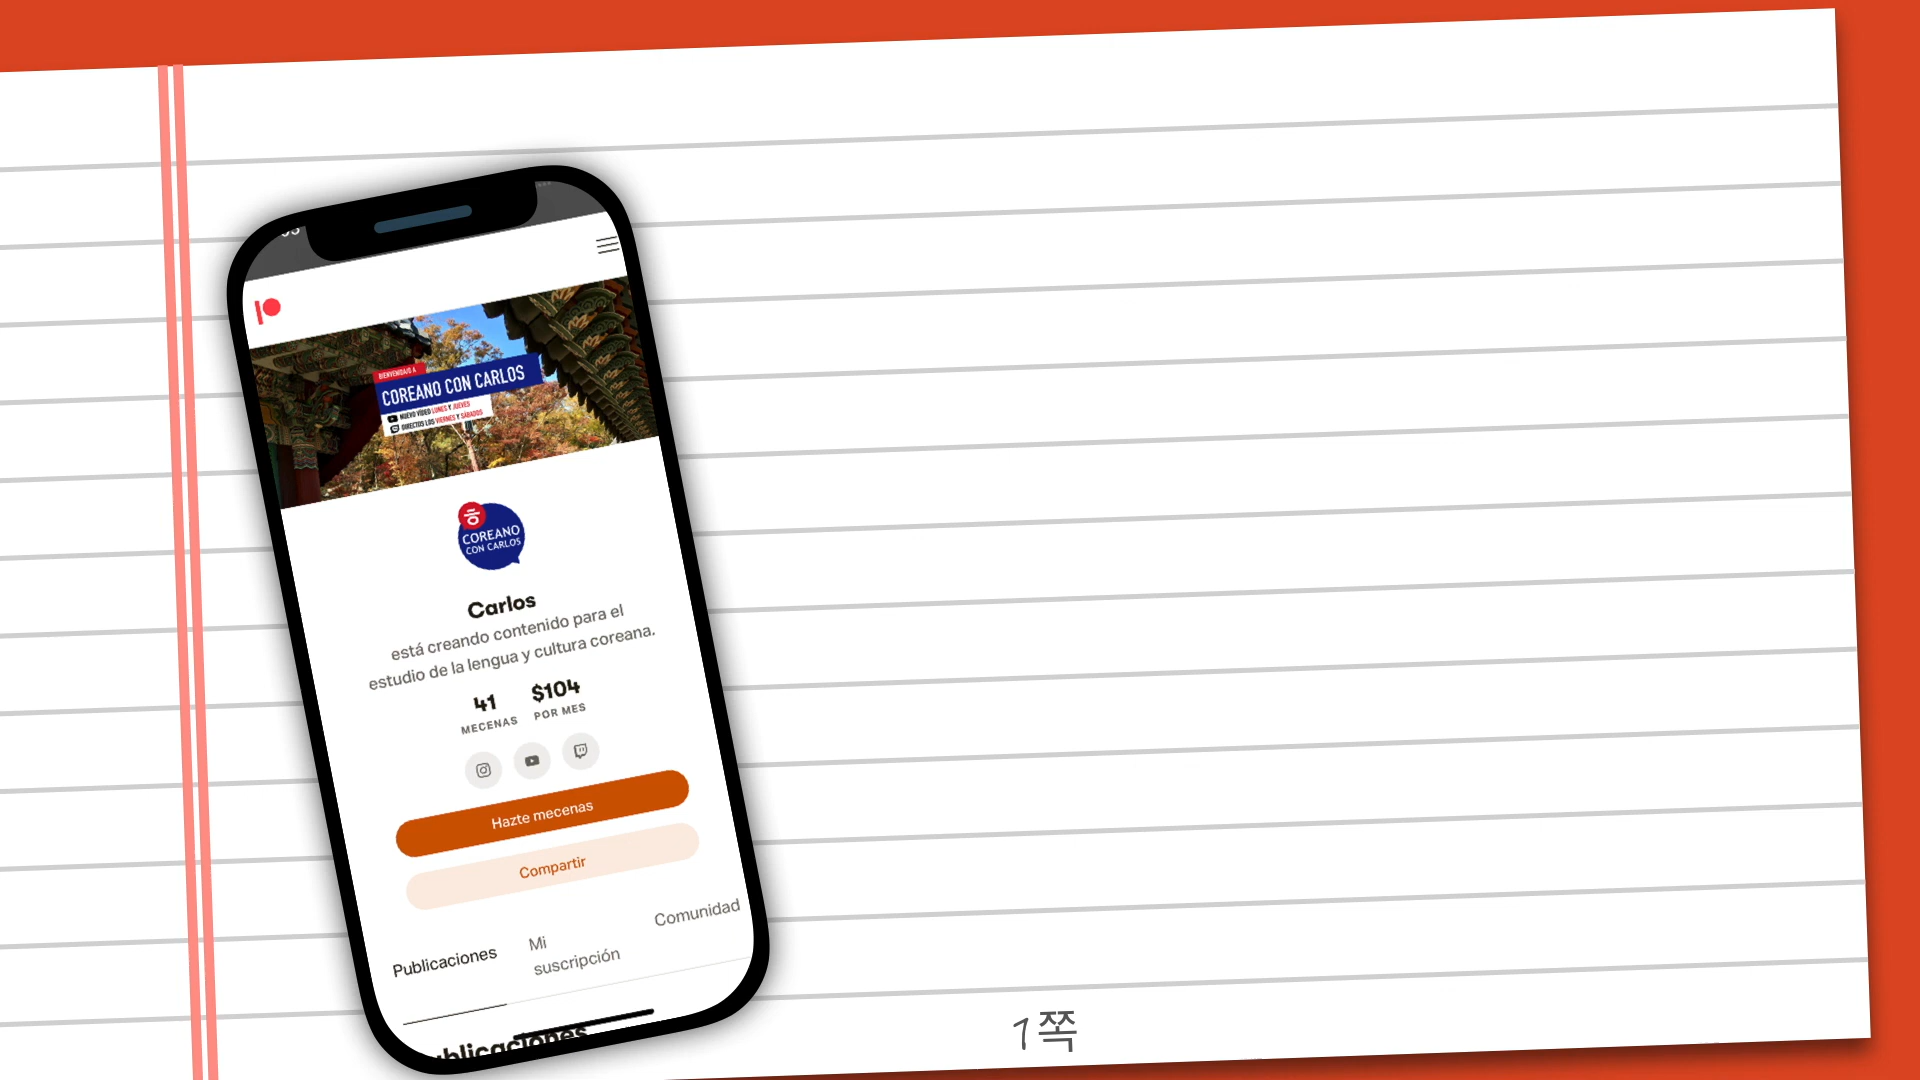 BIENVENIDA/O A
COREANO CON CARLOS
NUEVO VÍDEO LUNES Y JUEVES
DIRECTOS LOS VIERNES Y SÁBADOS
ㅎ
COREANO
CON CARLOS
Carlos
está creando contenido para el
estudio de la lengua y cultura coreana.
41 $104
MECENAS POR MES
Hazte mecenas
Compartir
Publicaciones Mi suscripción Comunidad
1쪽